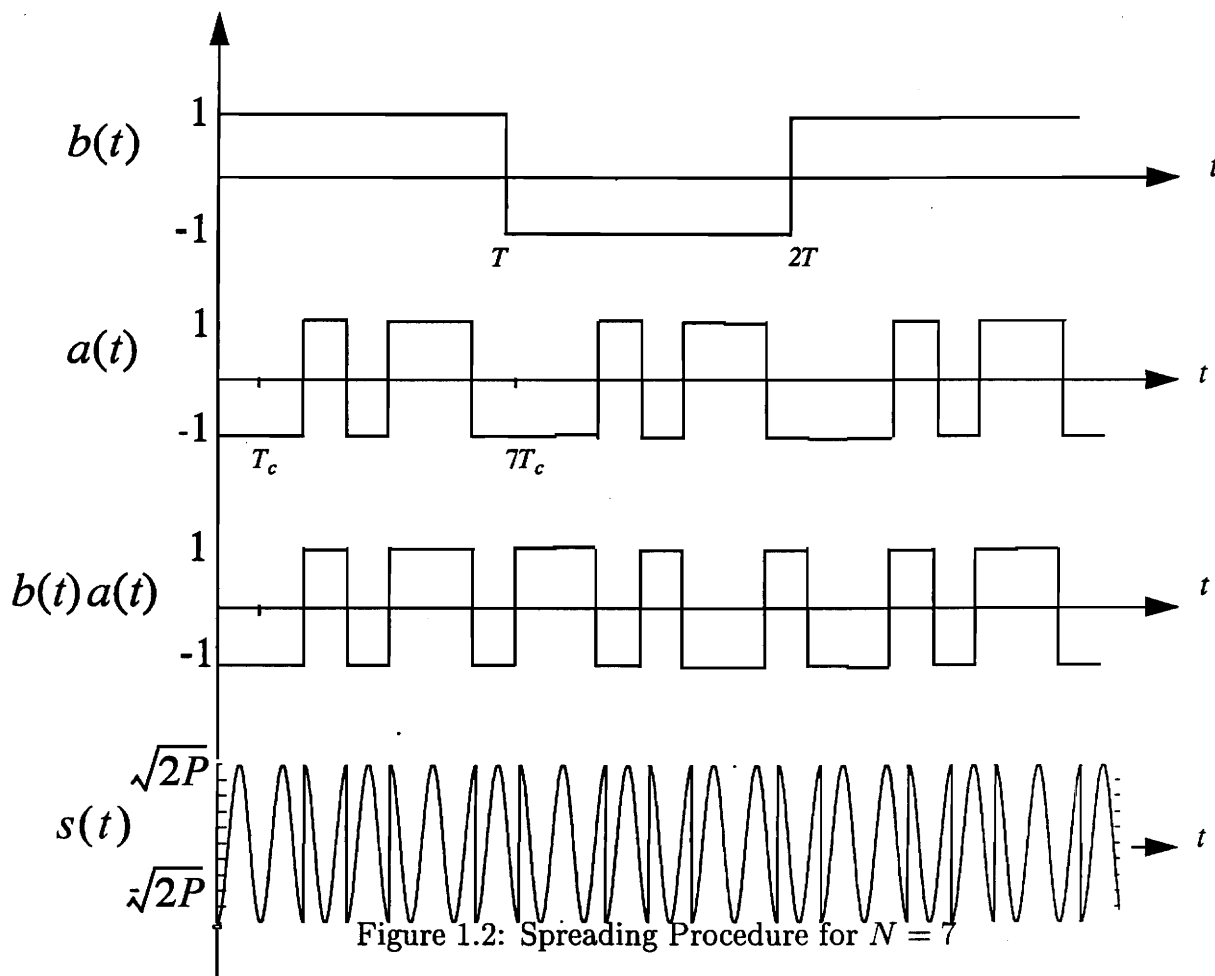 1
b(t)
t
-1
T
2T
1
a(t)
t
-1
T_c
7T_c
1
b(t)a(t)
t
-1
√2P
s(t)
t
-√2P
Figure 1.2: Spreading Procedure for N = 7